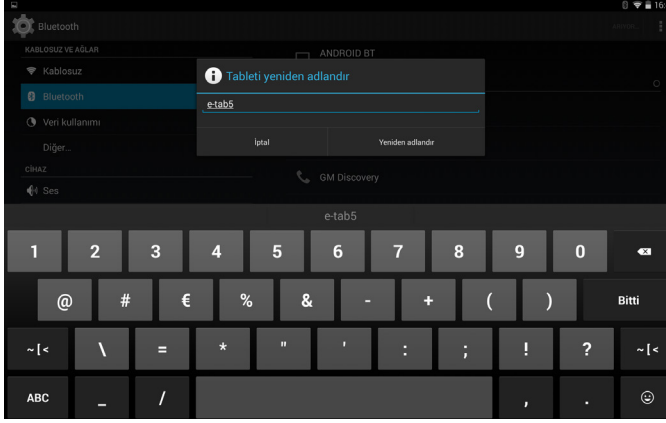 16:
Bluetooth
KABLOSUZ VE AĞLAR
ANDROID BT
Kablosuz
Tableti yeniden adlandır
Bluetooth
e-tab5
Veri kullanımı
İptal
Yeniden adlandır
Diğer...
CİHAZ
GM Discovery
Ses
e-tab5
1 2 3 4 5 6 7 8 9 0
@ # € % & - + ( ) Bitti
~ [ < \ = * " ' : ; ! ? ~ [ <
ABC _ / , .